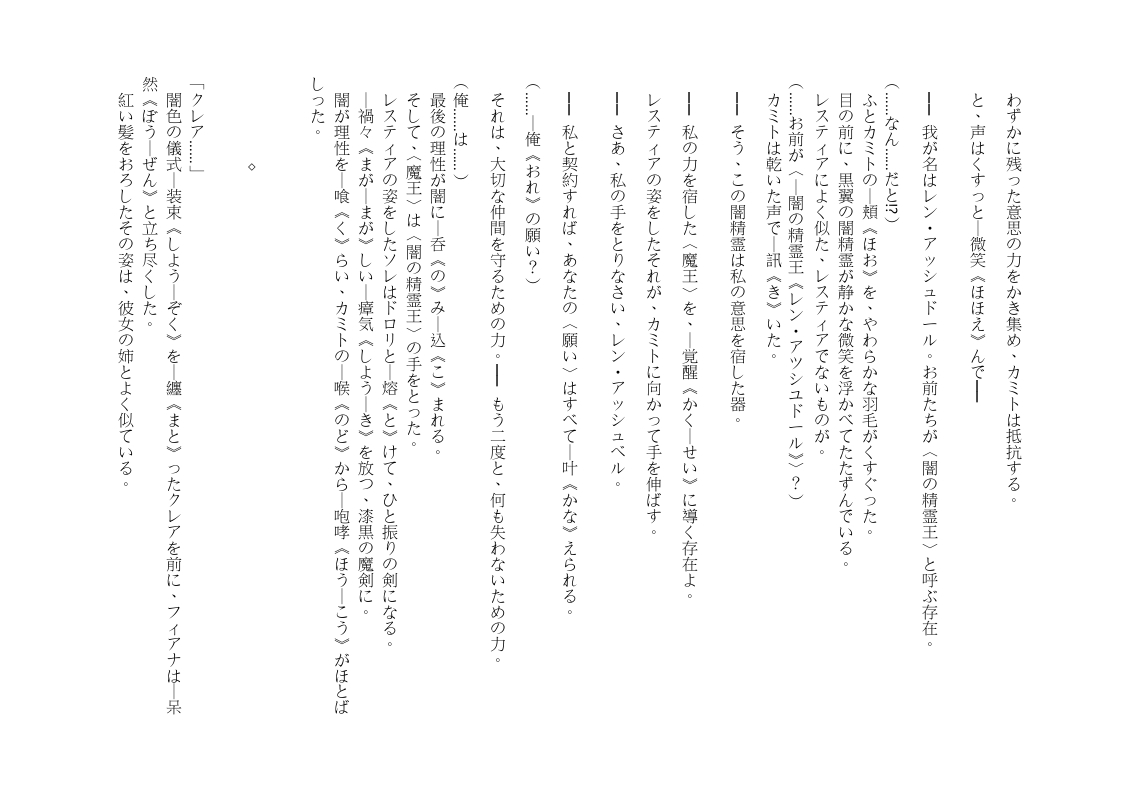 わずかに残った意思の力をかき集め、カミトは抵抗する。
と、声はくすっと―微笑《ほほえ》んで━━
━━ 我が名はレン・アッシュドール。お前たちが〈闇の精霊王〉と呼ぶ存在。
(……なん……だと!?)
ふとカミトの―頬《ほお》を、やわらかな羽毛がくすぐった。
目の前に、黒翼の闇精霊が静かな微笑を浮かべてたたずんでいる。
レスティアによく似た、レスティアでないものが。
(……お前が〈―闇の精霊王《レン・アツシユドール》〉？)
カミトは乾いた声で―訊《き》いた。
━━ そう、この闇精霊は私の意思を宿した器。
━━ 私の力を宿した〈魔王〉を、―覚醒《かく―せい》に導く存在よ。
レスティアの姿をしたそれが、カミトに向かって手を伸ばす。
━━ さあ、私の手をとりなさい、レン・アッシュベル。
━━ 私と契約すれば、あなたの〈願い〉はすべて―叶《かな》えられる。
(……―俺《おれ》の願い？)
それは、大切な仲間を守るための力。━━ もう二度と、何も失わないための力。
(俺……は……)
最後の理性が闇に―呑《の》み―込《こ》まれる。
そして、〈魔王〉は〈闇の精霊王〉の手をとった。
レスティアの姿をしたソレはドロリと―熔《と》けて、ひと振りの剣になる。
―禍々《まが―まが》しい―瘴気《しよう―き》を放つ、漆黒の魔剣に。
闇が理性を―喰《く》らい、カミトの―喉《のど》から―咆哮《ほう―こう》がほとば
しった。
◇
「クレア……」
闇色の儀式―装束《しよう―ぞく》を―纏《まと》ったクレアを前に、フィアナは―呆
然《ぼう―ぜん》と立ち尽くした。
紅い髪をおろしたその姿は、彼女の姉とよく似ている。